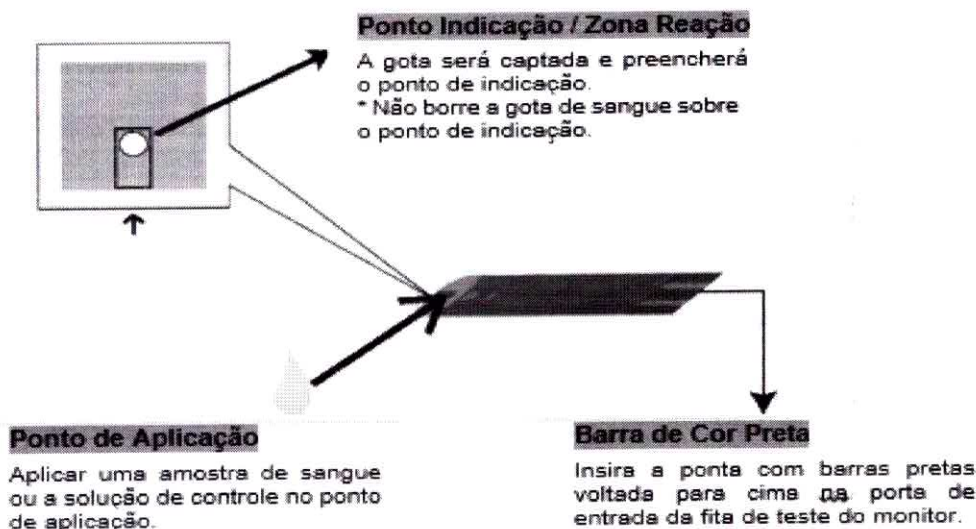 Ponto Indicação / Zona Reação
A gota será captada e preencherá
o ponto de indicação.
* Não borre a gota de sangue sobre
o ponto de indicação.
Ponto de Aplicação
Aplicar uma amostra de sangue
ou a solução de controle no ponto
de aplicação.
Barra de Cor Preta
Insira a ponta com barras pretas
voltada para cima na porta de
entrada da fita de teste do monitor.